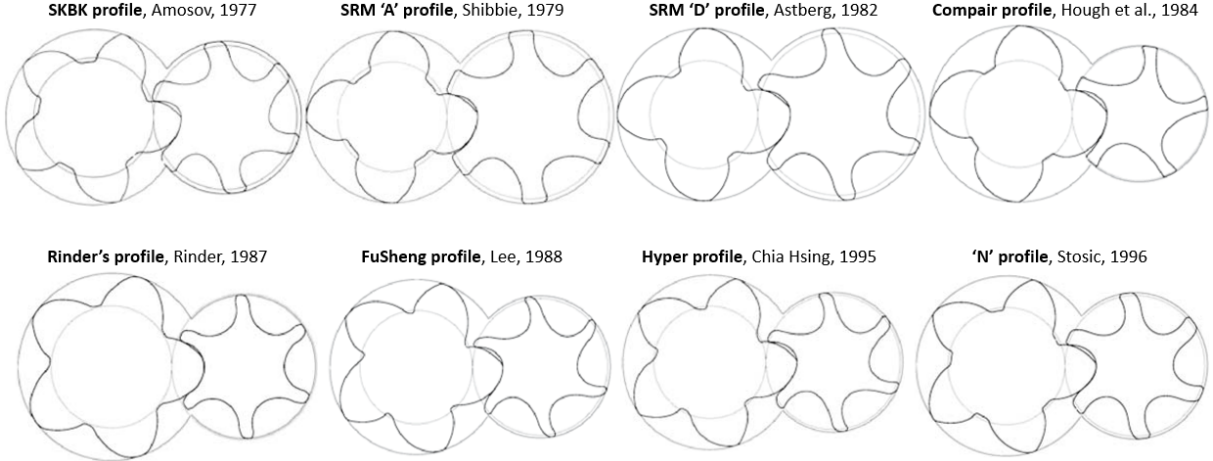 SKBK profile, Amosov, 1977
SRM ‘A’ profile, Shibbie, 1979
SRM ‘D’ profile, Astberg, 1982
Compair profile, Hough et al., 1984
Rinder’s profile, Rinder, 1987
FuSheng profile, Lee, 1988
Hyper profile, Chia Hsing, 1995
‘N’ profile, Stosic, 1996